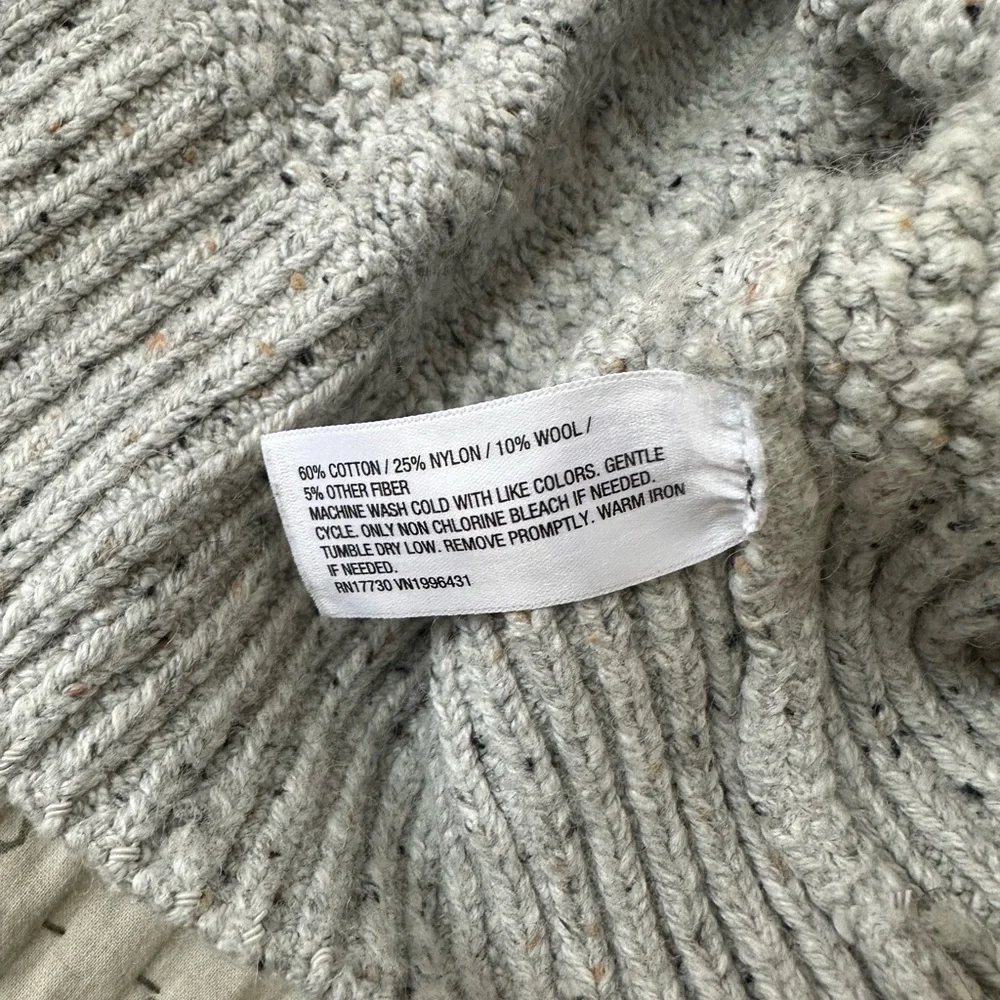 60% COTTON / 25% NYLON / 10% WOOL /
5% OTHER FIBER
MACHINE WASH COLD WITH LIKE COLORS. GENTLE
CYCLE. ONLY NON CHLORINE BLEACH IF NEEDED.
TUMBLE DRY LOW. REMOVE PROMPTLY. WARM IRON
IF NEEDED.
RN17730 VN1996431